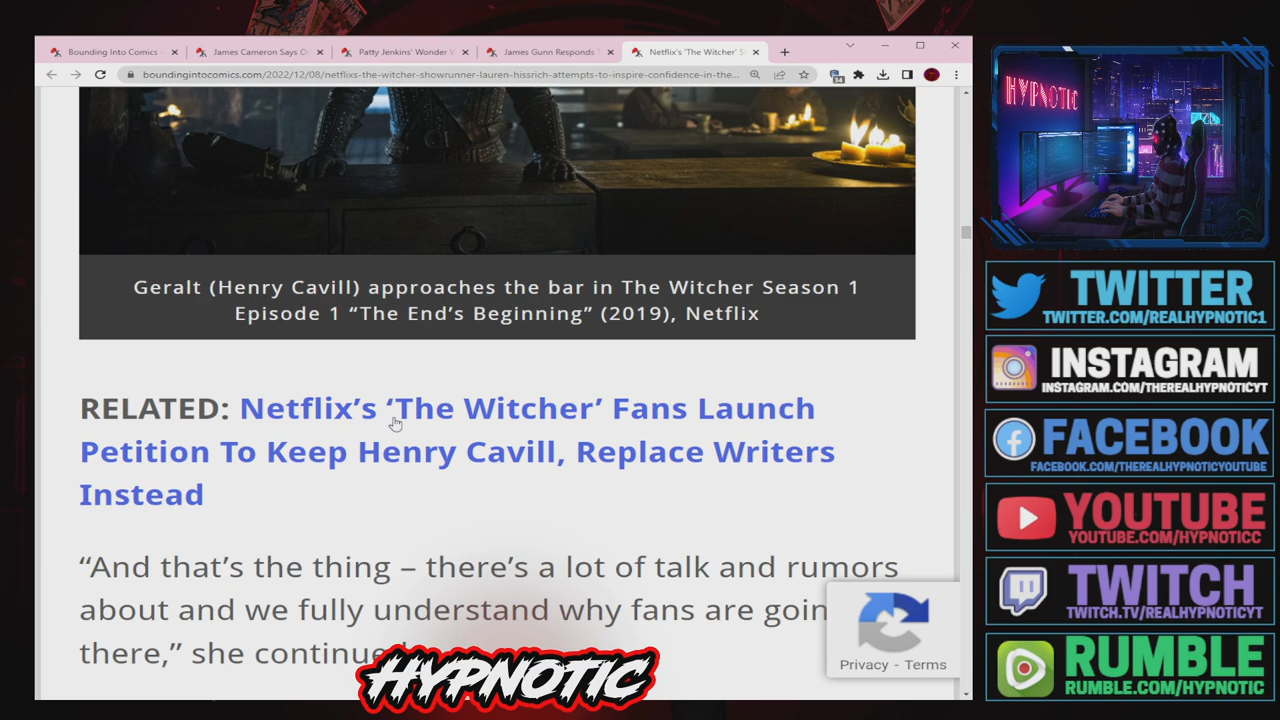 Bounding Into Comics -
James Cameron Says O
Patty Jenkins' Wonder W
James Gunn Responds T
Netflix's 'The Witcher' S
boundingintocomics.com/2022/12/08/netflixs-the-witcher-showrunner-lauren-hissrich-attempts-to-inspire-confidence-in-the...
Geralt (Henry Cavill) approaches the bar in The Witcher Season 1
Episode 1 “The End’s Beginning” (2019), Netflix
RELATED: Netflix’s ‘The Witcher’ Fans Launch
Petition To Keep Henry Cavill, Replace Writers
Instead
“And that’s the thing – there’s a lot of talk and rumors
about and we fully understand why fans are goin
there,” she continue
Privacy - Terms
HYPNOTIC
HYPNOTIC
TWITTER
TWITTER.COM/REALHYPNOTIC1
INSTAGRAM
INSTAGRAM.COM/THEREALHYPNOTICYT
FACEBOOK
FACEBOOK.COM/THEREALHYPNOTICYOUTUBE
YOUTUBE
YOUTUBE.COM/HYPNOTICC
TWITCH
TWITCH.TV/REALHYPNOTICYT
RUMBLE
RUMBLE.COM/HYPNOTIC